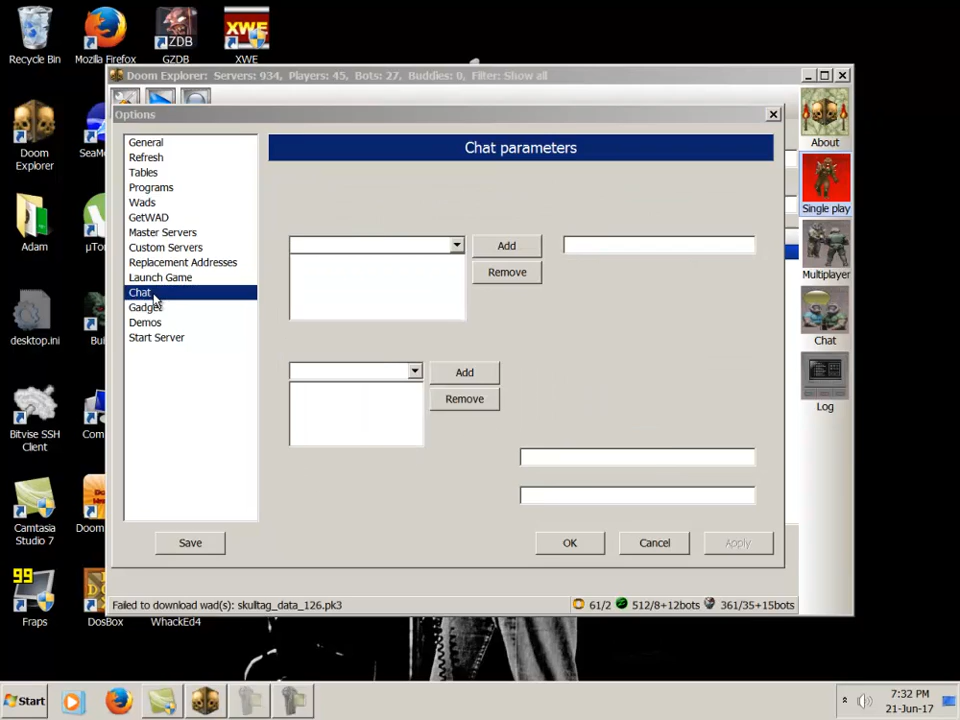 Recycle Bin
Mozilla Firefox
ZDB
GZDB
XWE
XWE
Doom Explorer: Servers: 934, Players: 45, Bots: 27, Buddies: 0, Filter: Show all
Options
General
Refresh
Tables
Programs
Wads
GetWAD
Master Servers
Custom Servers
Replacement Addresses
Launch Game
Chat
Demos
Start Server
Save
Chat parameters
Add
Remove
Add
Remove
OK
Cancel
Apply
About
Single play
Multiplayer
Chat
Log
Failed to download wad(s): skulltag_data_126.pk3
61/2
512/8+12bots
361/35+15bots
Doom
Explorer
SeaM
Adam
µTor
desktop.ini
Bui
Bitvise SSH
Client
Com
Camtasia
Studio 7
Doom
99
Fraps
DosBox
WhackEd4
Start
7:32 PM
21-Jun-17